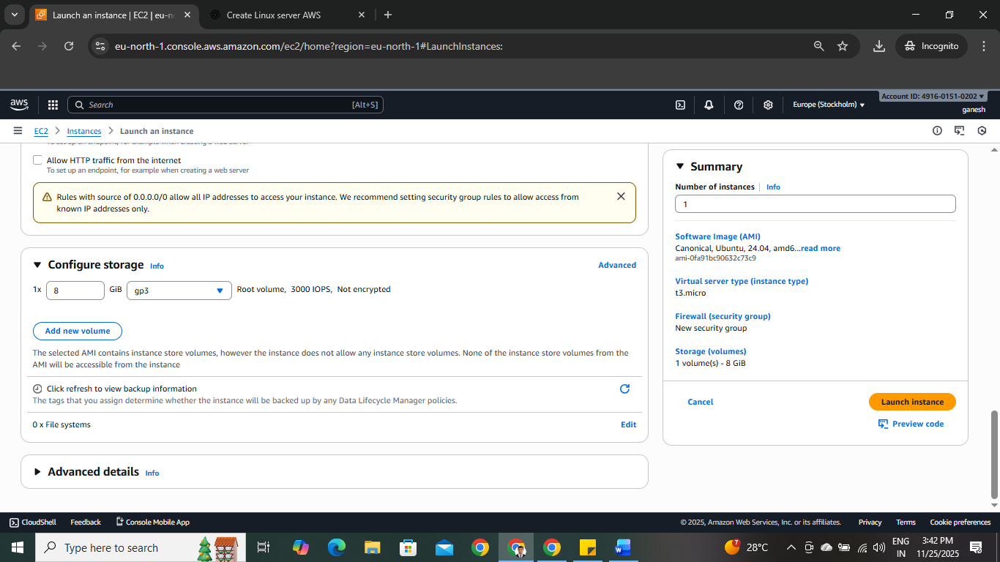 Launch an instance | EC2 | eu-n
Create Linux server AWS
eu-north-1.console.aws.amazon.com/ec2/home?region=eu-north-1#LaunchInstances:
Incognito
aws
Search
[Alt+S]
Europe (Stockholm)
Account ID: 4916-0151-0202
ganesh
EC2
Instances
Launch an instance
To set up an endpoint, for example when creating a web server
Allow HTTP traffic from the internet
To set up an endpoint, for example when creating a web server
Rules with source of 0.0.0.0/0 allow all IP addresses to access your instance. We recommend setting security group rules to allow access from
known IP addresses only.
Configure storage Info
Advanced
1x 8 GiB gp3 Root volume, 3000 IOPS, Not encrypted
Add new volume
The selected AMI contains instance store volumes, however the instance does not allow any instance store volumes. None of the instance store volumes from the
AMI will be accessible from the instance
Click refresh to view backup information
The tags that you assign determine whether the instance will be backed up by any Data Lifecycle Manager policies.
0 x File systems
Edit
Advanced details Info
Summary
Number of instances Info
1
Software Image (AMI)
Canonical, Ubuntu, 24.04, amd6...read more
ami-0fa91bc90632c73c9
Virtual server type (instance type)
t3.micro
Firewall (security group)
New security group
Storage (volumes)
1 volume(s) - 8 GiB
Cancel
Launch instance
Preview code
CloudShell
Feedback
Console Mobile App
© 2025, Amazon Web Services, Inc. or its affiliates.
Privacy
Terms
Cookie preferences
Type here to search
7
28°C
ENG
IN
3:42 PM
11/25/2025